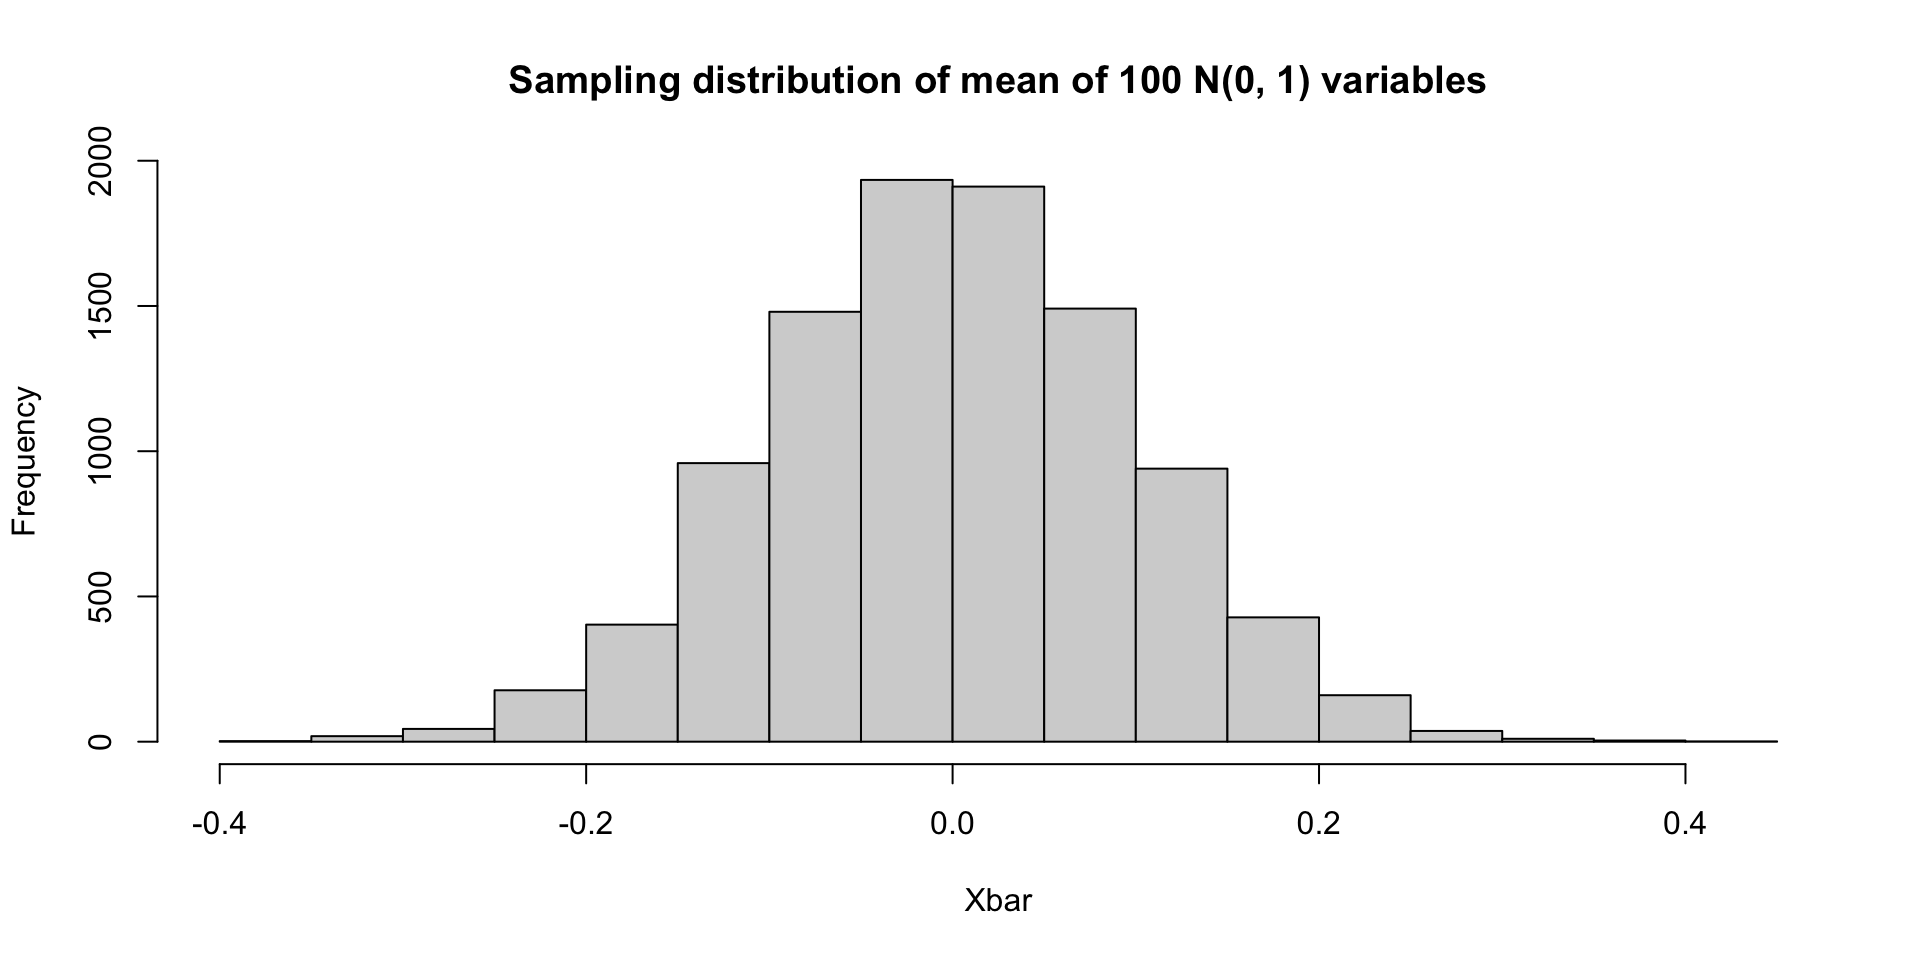 Sampling distribution of mean of 100 N(0, 1) variables
2000
1500
1000
500
0
Frequency
-0.4 -0.2 0.0 0.2 0.4
Xbar